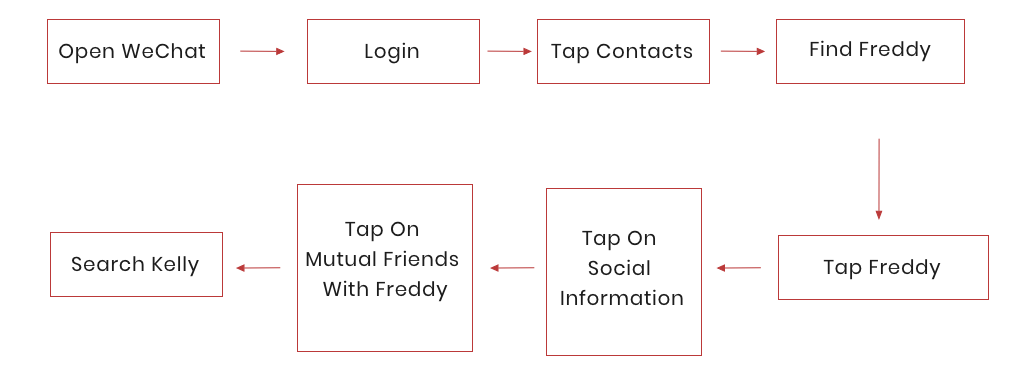 Open WeChat
Login
Tap Contacts
Find Freddy
Tap Freddy
Tap On
Social
Information
Tap On
Mutual Friends
With Freddy
Search Kelly